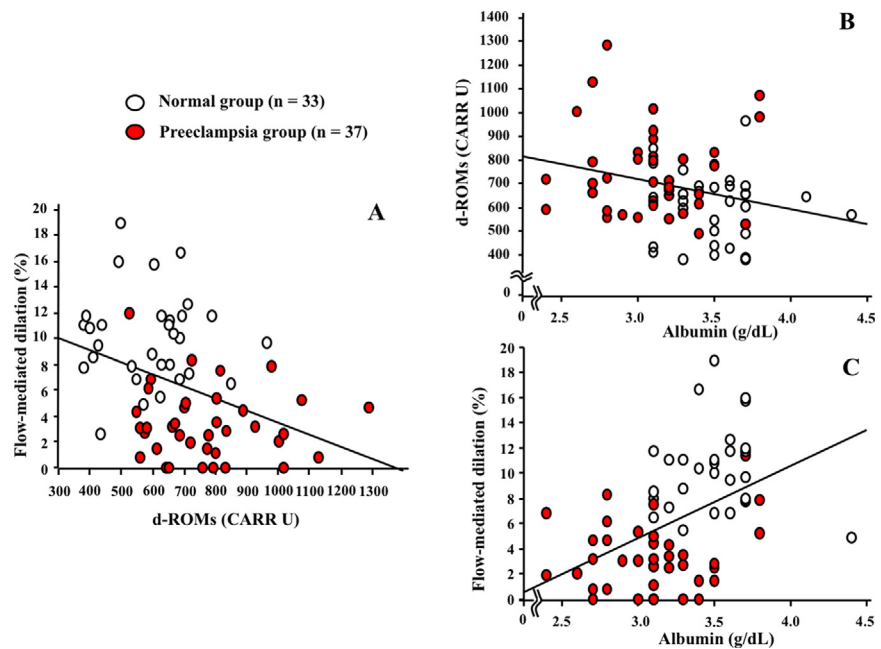 Normal group (n = 33)
Preeclampsia group (n = 37)
A
Flow-mediated dilation (%)
20
18
16
14
12
10
8
6
4
2
0
300 400 500 600 700 800 900 1000 1100 1200 1300
d-ROMs (CARR U)
B
d-ROMs (CARR U)
1400
1300
1200
1100
1000
900
800
700
600
500
400
0
0 2.5 3.0 3.5 4.0 4.5
Albumin (g/dL)
C
Flow-mediated dilation (%)
20
18
16
14
12
10
8
6
4
2
0
0 2.5 3.0 3.5 4.0 4.5
Albumin (g/dL)